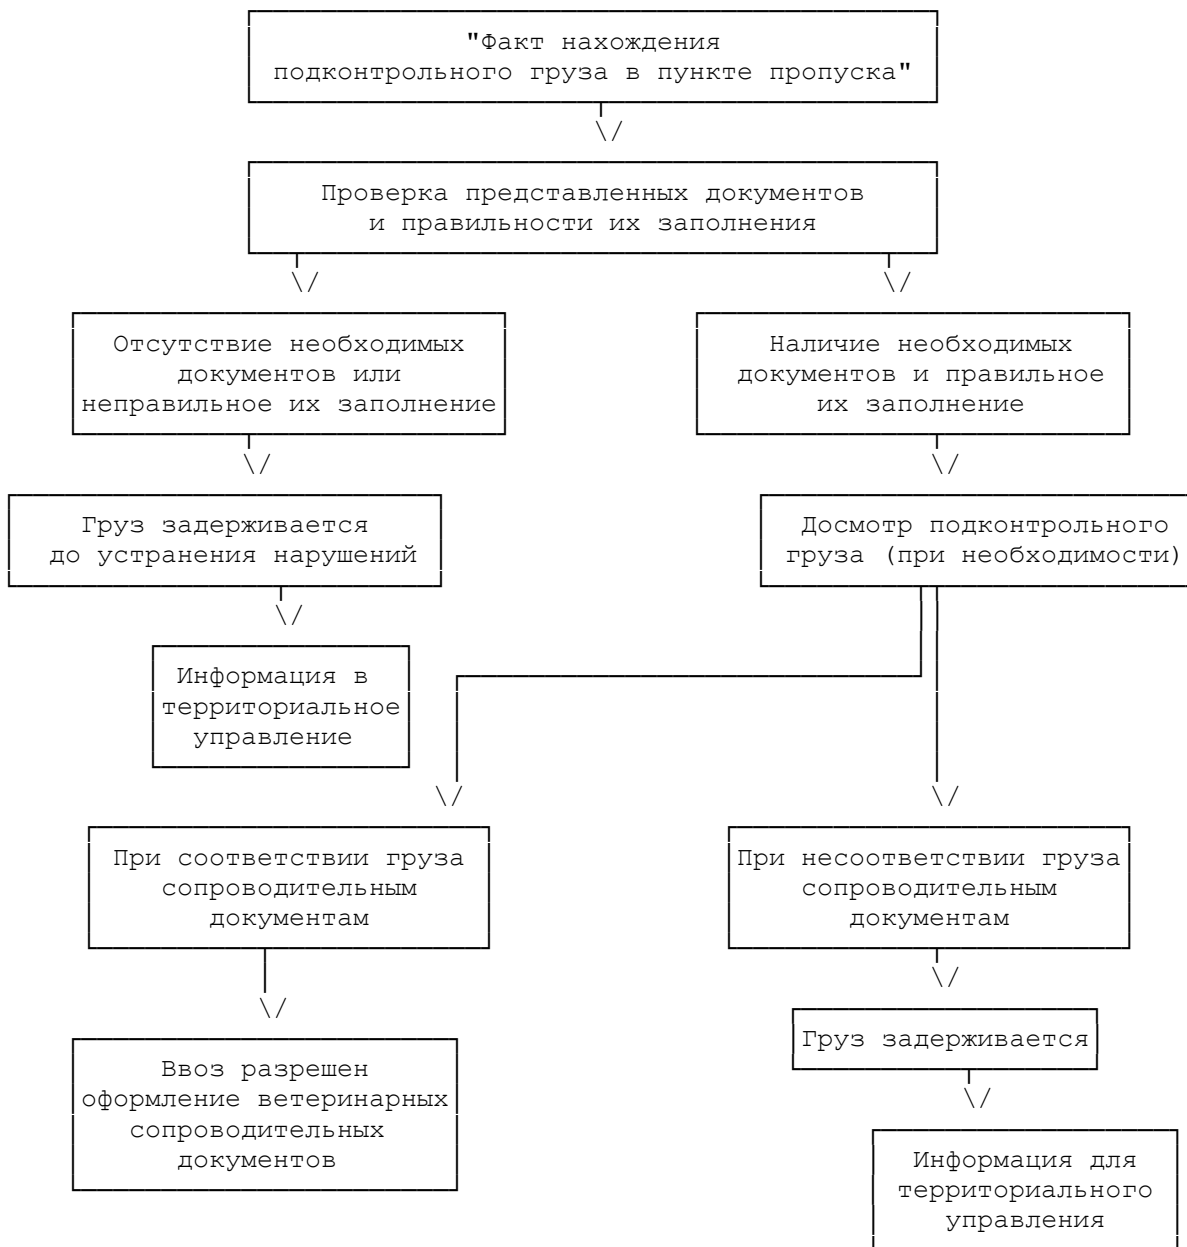 "Факт нахождения
подконтрольного груза в пункте пропуска"
Проверка представленных документов
и правильности их заполнения
Отсутствие необходимых
документов или
неправильное их заполнение
Наличие необходимых
документов и правильное
их заполнение
Груз задерживается
до устранения нарушений
Досмотр подконтрольного
груза (при необходимости)
Информация в
территориальное
управление
При соответствии груза
сопроводительным
документам
При несоответствии груза
сопроводительным
документам
Груз задерживается
Ввоз разрешен
оформление ветеринарных
сопроводительных
документов
Информация для
территориального
управления